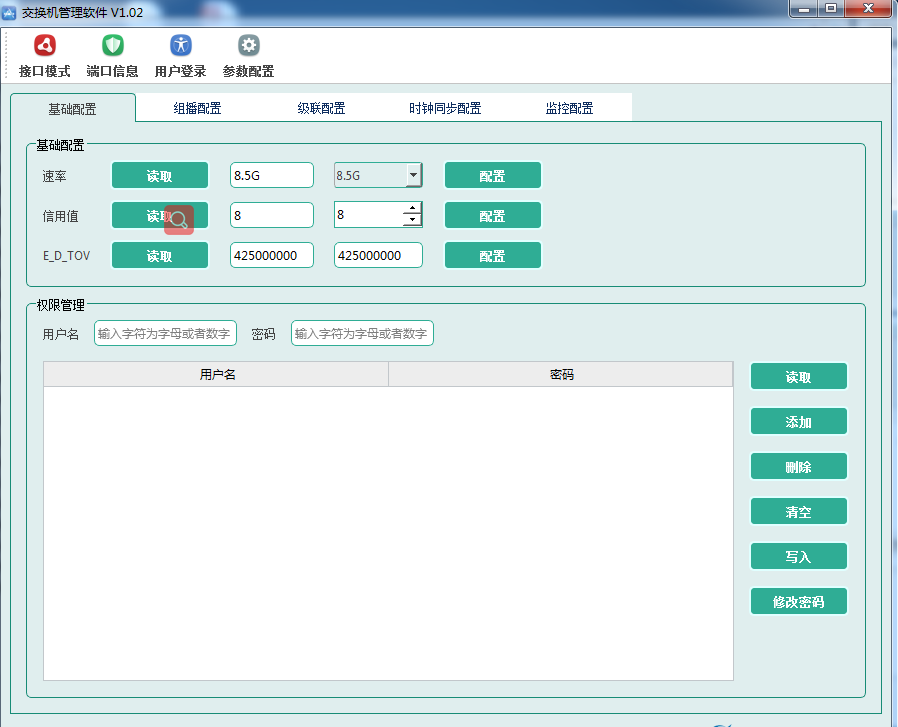 交换机管理软件 V1.02
接口模式 端口信息 用户登录 参数配置
基础配置 组播配置 级联配置 时钟同步配置 监控配置
基础配置
速率 读取 8.5G 8.5G 配置
信用值 读取 8 8 配置
E_D_TOV 读取 425000000 425000000 配置
权限管理
用户名 输入字符为字母或者数字 密码 输入字符为字母或者数字
用户名 密码 读取
添加
删除
清空
写入
修改密码